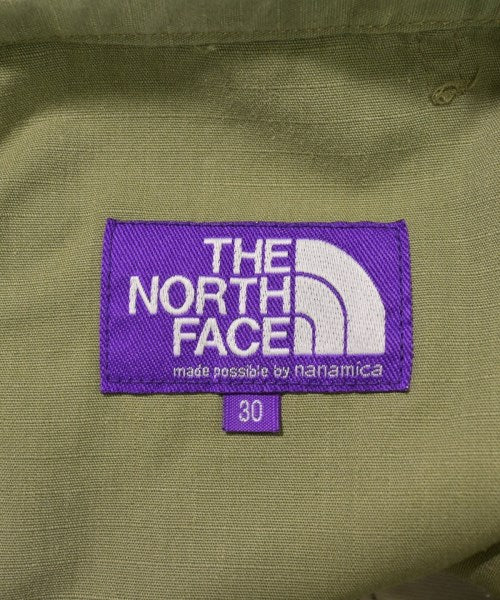 THE
NORTH
FACE
made possible by nanamica
30